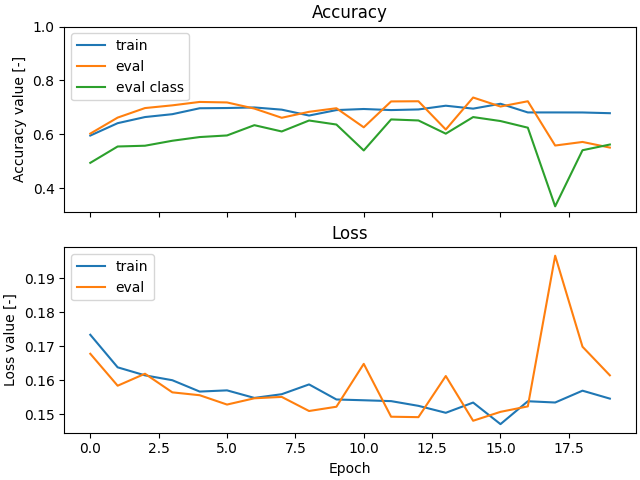 Accuracy
Accuracy value [-]
1.0
0.8
0.6
0.4
train
eval
eval class
Loss
Loss value [-]
0.19
0.18
0.17
0.16
0.15
train
eval
0.0 2.5 5.0 7.5 10.0 12.5 15.0 17.5
Epoch